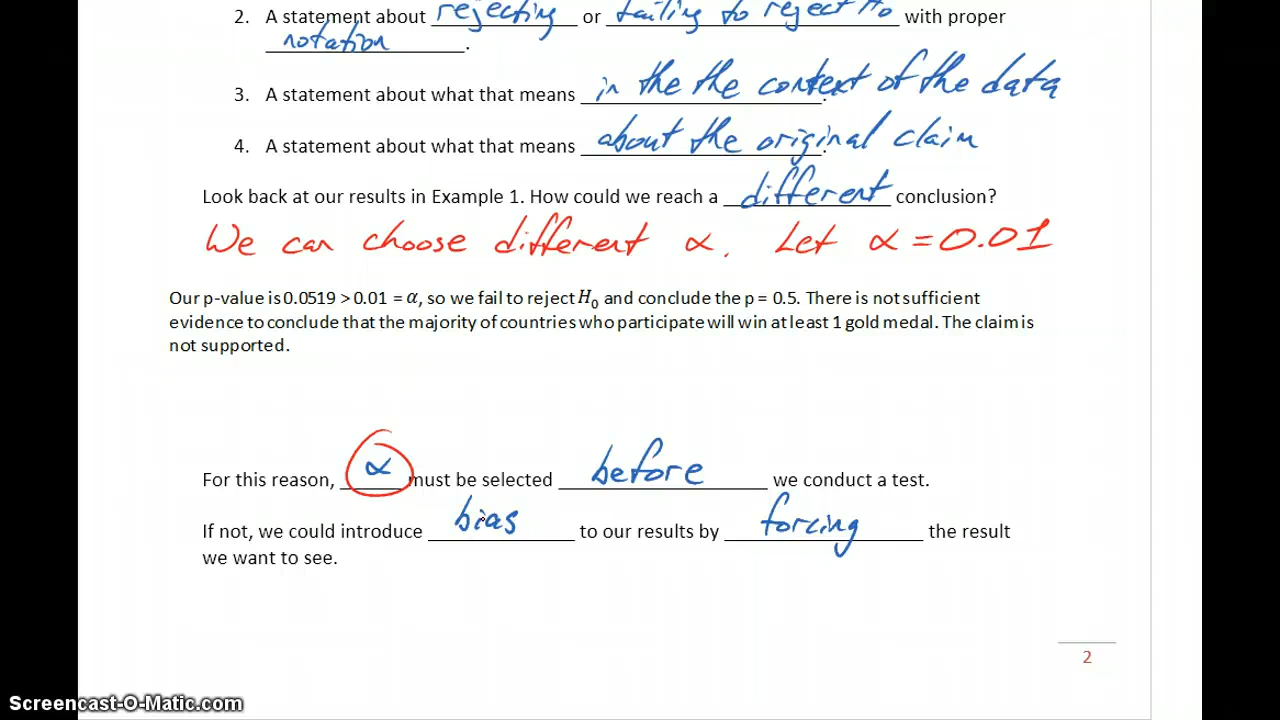 2. A statement about rejecting or failing to reject H0 with proper
notation.
3. A statement about what that means in the the context of the data.
4. A statement about what that means about the original claim.
Look back at our results in Example 1. How could we reach a different conclusion?
We can choose different α. Let α = 0.01
Our p-value is 0.0519 > 0.01 = α, so we fail to reject H₀ and conclude the p = 0.5. There is not sufficient
evidence to conclude that the majority of countries who participate will win at least 1 gold medal. The claim is
not supported.
For this reason, α must be selected before we conduct a test.
If not, we could introduce bias to our results by forcing the result
we want to see.
2
Screencast-O-Matic.com